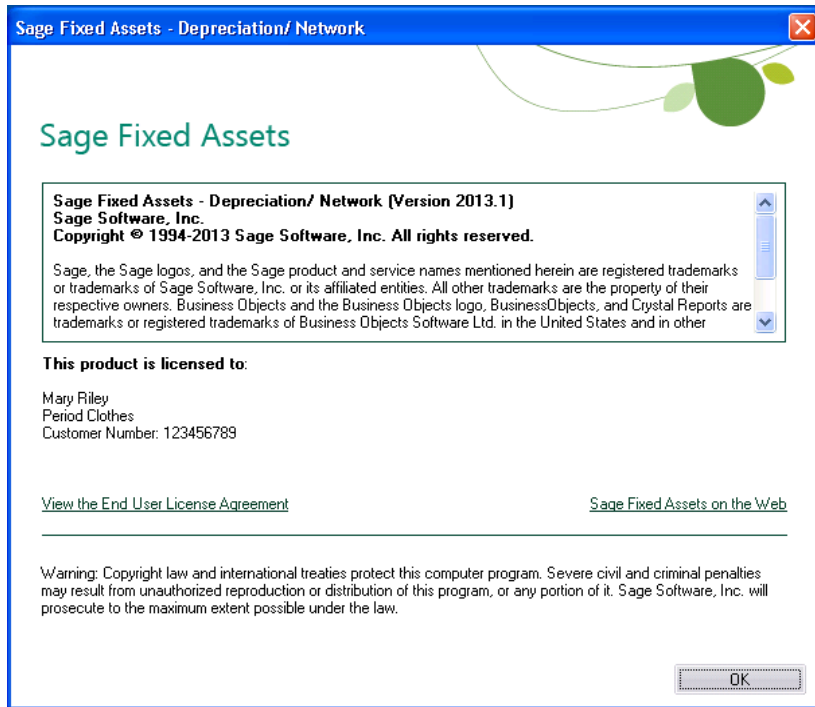 Sage Fixed Assets - Depreciation/ Network
Sage Fixed Assets
Sage Fixed Assets - Depreciation/ Network (Version 2013.1)
Sage Software, Inc.
Copyright © 1994-2013 Sage Software, Inc. All rights reserved.
Sage, the Sage logos, and the Sage product and service names mentioned herein are registered trademarks
or trademarks of Sage Software, Inc. or its affiliated entities. All other trademarks are the property of their
respective owners. Business Objects and the Business Objects logo, BusinessObjects, and Crystal Reports are
trademarks or registered trademarks of Business Objects Software Ltd. in the United States and in other
This product is licensed to:
Mary Riley
Period Clothes
Customer Number: 123456789
View the End User License Agreement
Sage Fixed Assets on the Web
Warning: Copyright law and international treaties protect this computer program. Severe civil and criminal penalties
may result from unauthorized reproduction or distribution of this program, or any portion of it. Sage Software, Inc. will
prosecute to the maximum extent possible under the law.
OK